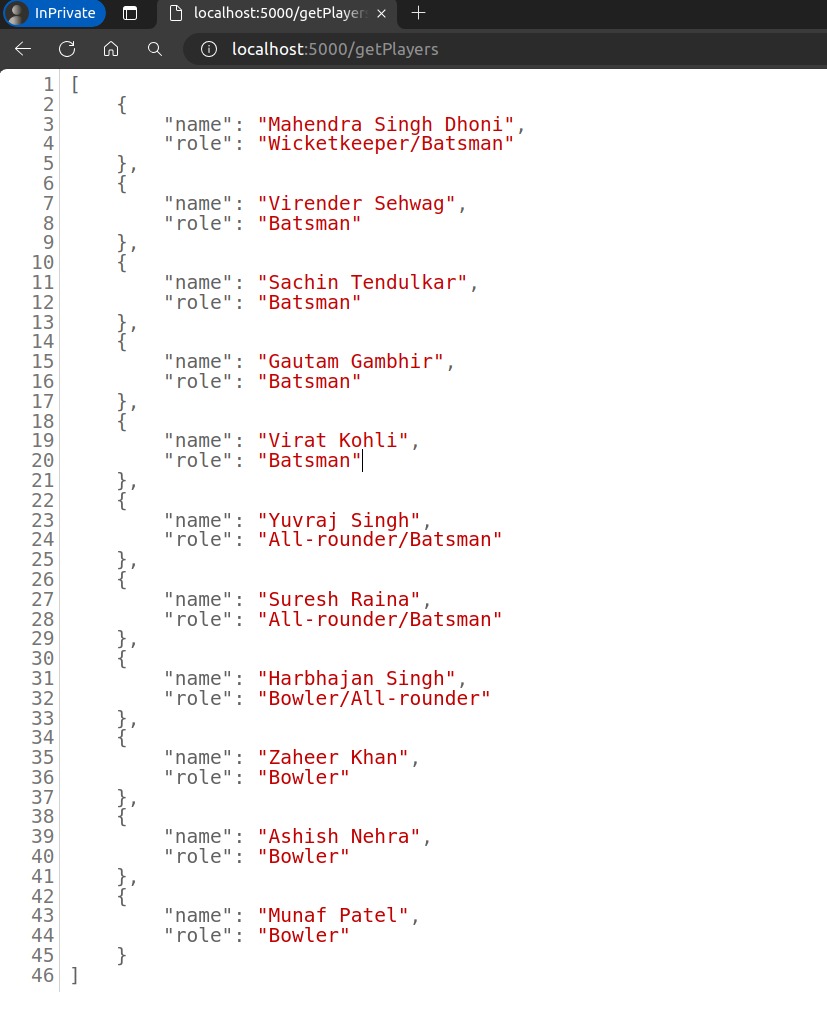 InPrivate
localhost:5000/getPlayers
localhost:5000/getPlayers
1 [
2 {
3 "name": "Mahendra Singh Dhoni",
4 "role": "Wicketkeeper/Batsman"
5 },
6 {
7 "name": "Virender Sehwag",
8 "role": "Batsman"
9 },
10 {
11 "name": "Sachin Tendulkar",
12 "role": "Batsman"
13 },
14 {
15 "name": "Gautam Gambhir",
16 "role": "Batsman"
17 },
18 {
19 "name": "Virat Kohli",
20 "role": "Batsman"
21 },
22 {
23 "name": "Yuvraj Singh",
24 "role": "All-rounder/Batsman"
25 },
26 {
27 "name": "Suresh Raina",
28 "role": "All-rounder/Batsman"
29 },
30 {
31 "name": "Harbhajan Singh",
32 "role": "Bowler/All-rounder"
33 },
34 {
35 "name": "Zaheer Khan",
36 "role": "Bowler"
37 },
38 {
39 "name": "Ashish Nehra",
40 "role": "Bowler"
41 },
42 {
43 "name": "Munaf Patel",
44 "role": "Bowler"
45 }
46 ]